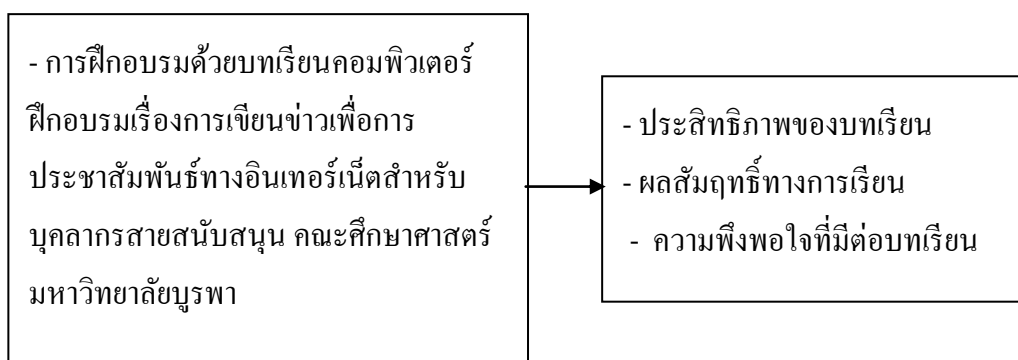 - การฝึกอบรมด้วยบทเรียนคอมพิวเตอร์
ฝึกอบรมเรื่องการเขียนข่าวเพื่อการ
ประชาสัมพันธ์ทางอินเทอร์เน็ตสำหรับ
บุคลากรสายสนับสนุน คณะศึกษาศาสตร์
มหาวิทยาลัยบูรพา
- ประสิทธิภาพของบทเรียน
- ผลสัมฤทธิ์ทางการเรียน
- ความพึงพอใจที่มีต่อบทเรียน